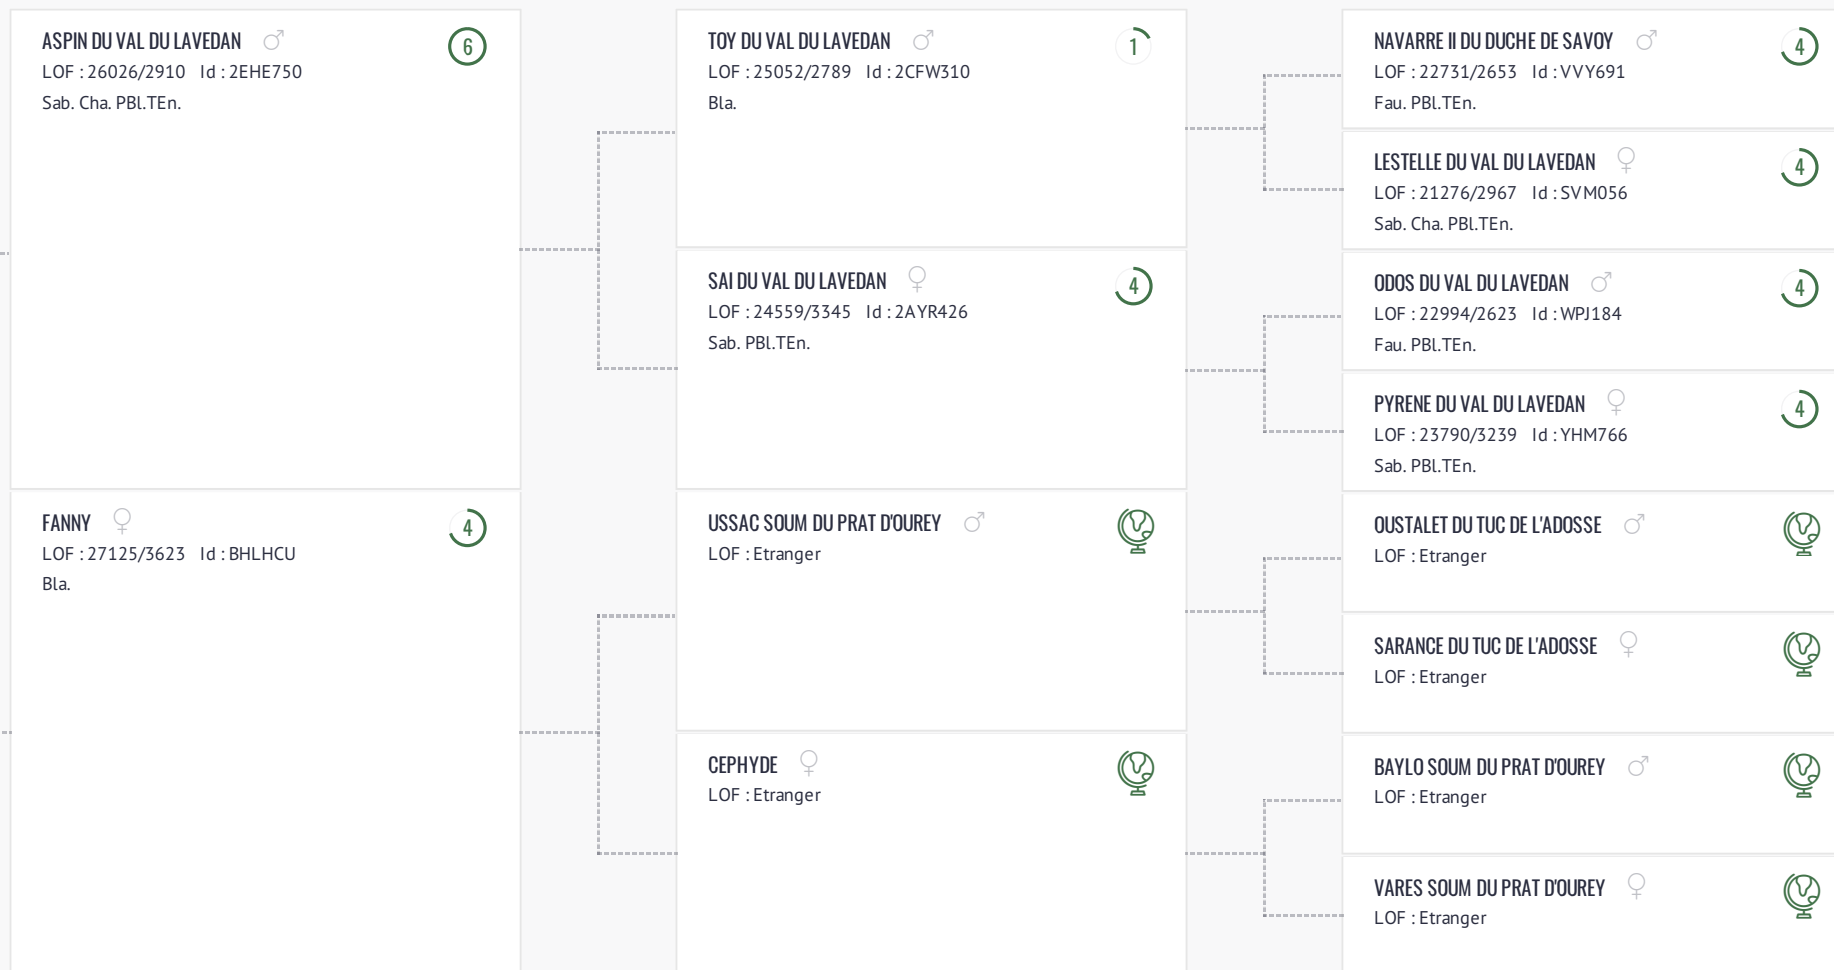 ASPIN DU VAL DU LAVEDAN
6
LOF : 26026/2910 Id : 2EHE750
Sab. Cha. PBl.TEn.
FANNY
4
LOF : 27125/3623 Id : BHLHCU
Bla.
TOY DU VAL DU LAVEDAN
1
LOF : 25052/2789 Id : 2CFW310
Bla.
SAI DU VAL DU LAVEDAN
4
LOF : 24559/3345 Id : 2AYR426
Sab. PBl.TEn.
USSAC SOUM DU PRAT D'OUREY
LOF : Etranger
CEPHYDE
LOF : Etranger
NAVARRE II DU DUCHE DE SAVOY
4
LOF : 22731/2653 Id : VVY691
Fau. PBl.TEn.
LESTELLE DU VAL DU LAVEDAN
4
LOF : 21276/2967 Id : SVM056
Sab. Cha. PBl.TEn.
ODOS DU VAL DU LAVEDAN
4
LOF : 22994/2623 Id : WPJ184
Fau. PBl.TEn.
PYRENE DU VAL DU LAVEDAN
4
LOF : 23790/3239 Id : YHM766
Sab. PBl.TEn.
OUSTALET DU TUC DE L'ADOSSE
LOF : Etranger
SARANCE DU TUC DE L'ADOSSE
LOF : Etranger
BAYLO SOUM DU PRAT D'OUREY
LOF : Etranger
VARES SOUM DU PRAT D'OUREY
LOF : Etranger